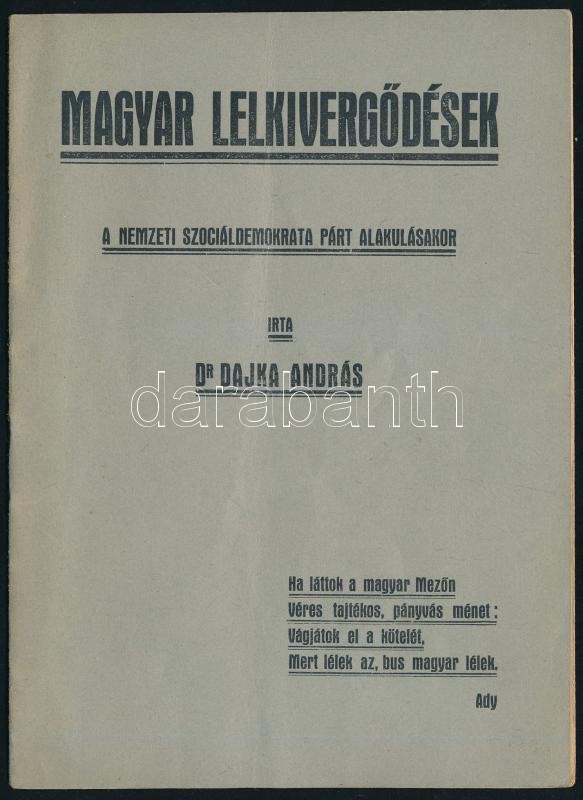 MAGYAR LELKIVERGŐDÉSEK
A NEMZETI SZOCIÁLDEMOKRATA PÁRT ALAKULÁSAKOR
IRTA
DR DAJKA ANDRÁS
darabanth
Ha láttok a magyar Mezőn
Véres tajtékos, pányvás ménet:
Vágjátok el a kötelét,
Mert lélek az, bus magyar lélek.
Ady